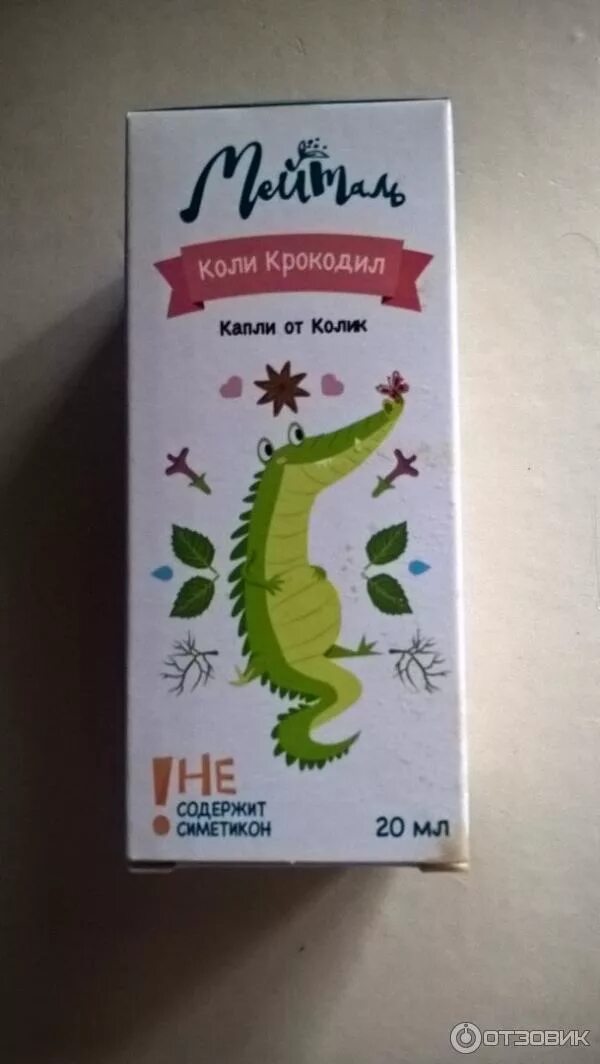 Мейталь
Коли Крокодил
Капли от Колик
! НЕ
СОДЕРЖИТ
СИМЕТИКОН
20 мл
ОТЗОВИК